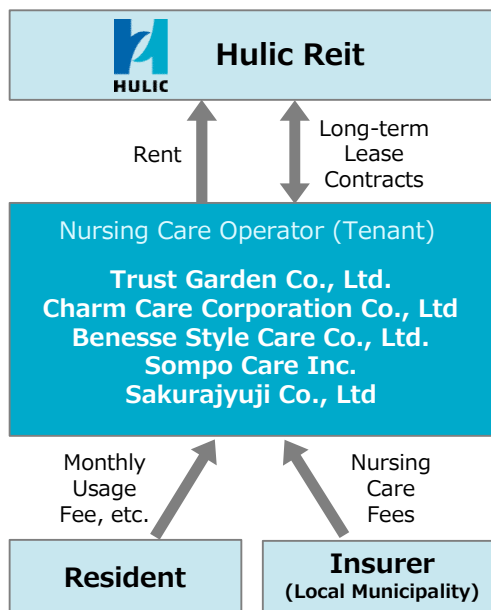 HULIC
Hulic Reit
Rent
Long-term
Lease
Contracts
Nursing Care Operator (Tenant)
Trust Garden Co., Ltd.
Charm Care Corporation Co., Ltd
Benesse Style Care Co., Ltd.
Sompo Care Inc.
Sakurajyuji Co., Ltd
Monthly
Usage
Fee, etc.
Nursing
Care
Fees
Resident
Insurer
(Local Municipality)